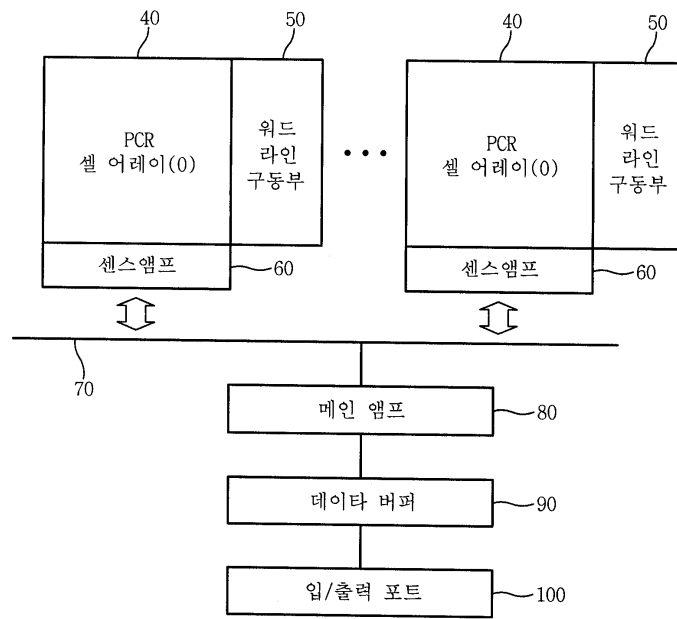 40
50
40
50
PCR
셀 어레이(0)
워드
라인
구동부
• • •
PCR
셀 어레이(0)
워드
라인
구동부
센스앰프
60
센스앰프
60
70
메인 앰프
80
데이타 버퍼
90
입/출력 포트
100